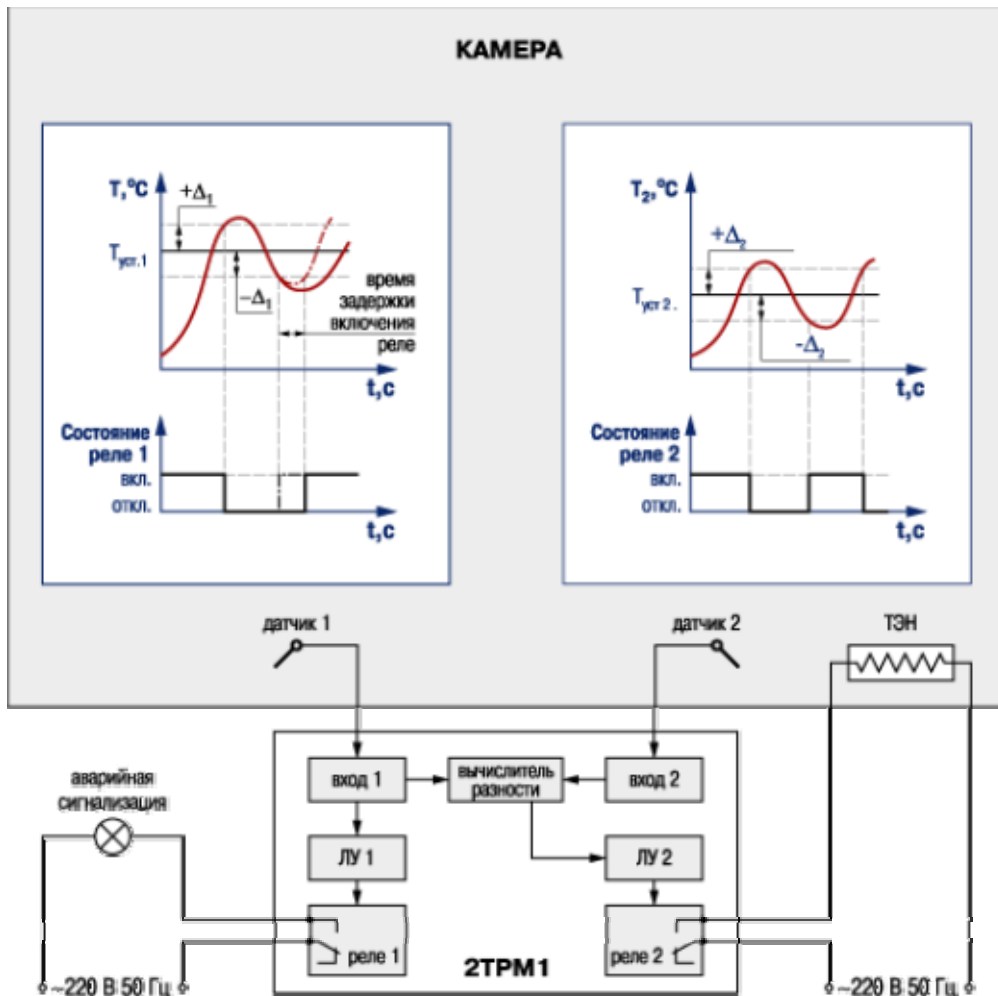 КАМЕРА
T,°C
+Δ₁
Tуст.1
–Δ₁
время
задержки
включения
реле
t,c
Состояние
реле 1
вкл.
откл.
t,c
T₂,°C
+Δ₂
Tуст 2 .
-Δ₂
t,c
Состояние
реле 2
вкл.
откл.
t,c
датчик 1
датчик 2
ТЭН
аварийная
сигнализация
вход 1
вычислитель
разности
вход 2
ЛУ 1
ЛУ 2
реле 1
2ТРМ1
реле 2
~220 В 50 Гц
~220 В 50 Гц